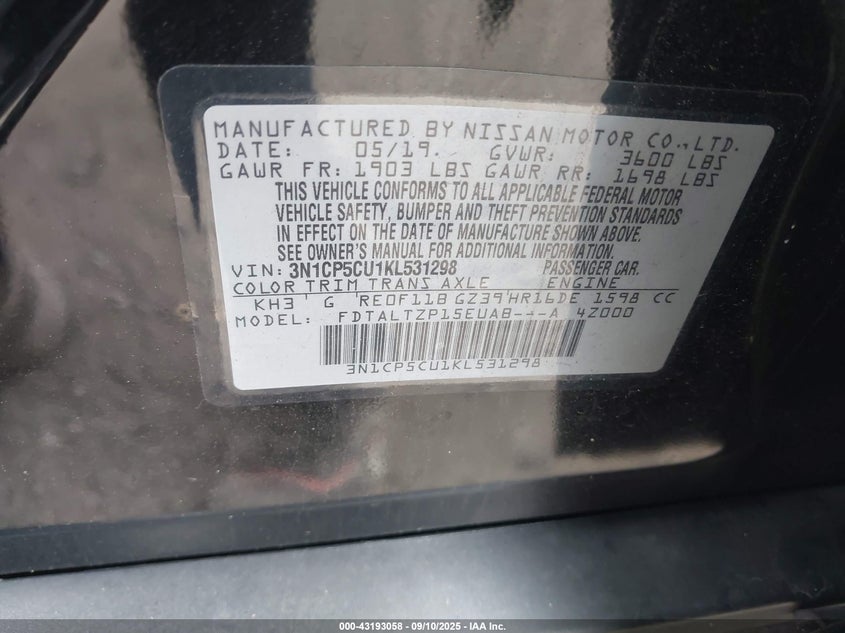 MANUFACTURED BY NISSAN MOTOR CO., LTD.
DATE: 05/19. GVWR: 3600 LBS
GAWR FR: 1903 LBS GAWR RR: 1698 LBS
THIS VEHICLE CONFORMS TO ALL APPLICABLE FEDERAL MOTOR
VEHICLE SAFETY, BUMPER AND THEFT PREVENTION STANDARDS
IN EFFECT ON THE DATE OF MANUFACTURE SHOWN ABOVE.
SEE OWNER'S MANUAL FOR ADDITIONAL INFORMATION.
VIN: 3N1CP5CU1KL531298 PASSENGER CAR.
COLOR TRIM TRANS AXLE ENGINE
KH3 ' G 'RE0F11B GZ39'HR16DE 1598 CC
MODEL: FDTALTZP15EUAB---A 4Z000
3N1CP5CU1KL531298
000-43193058 - 09/10/2025 - IAA Inc.